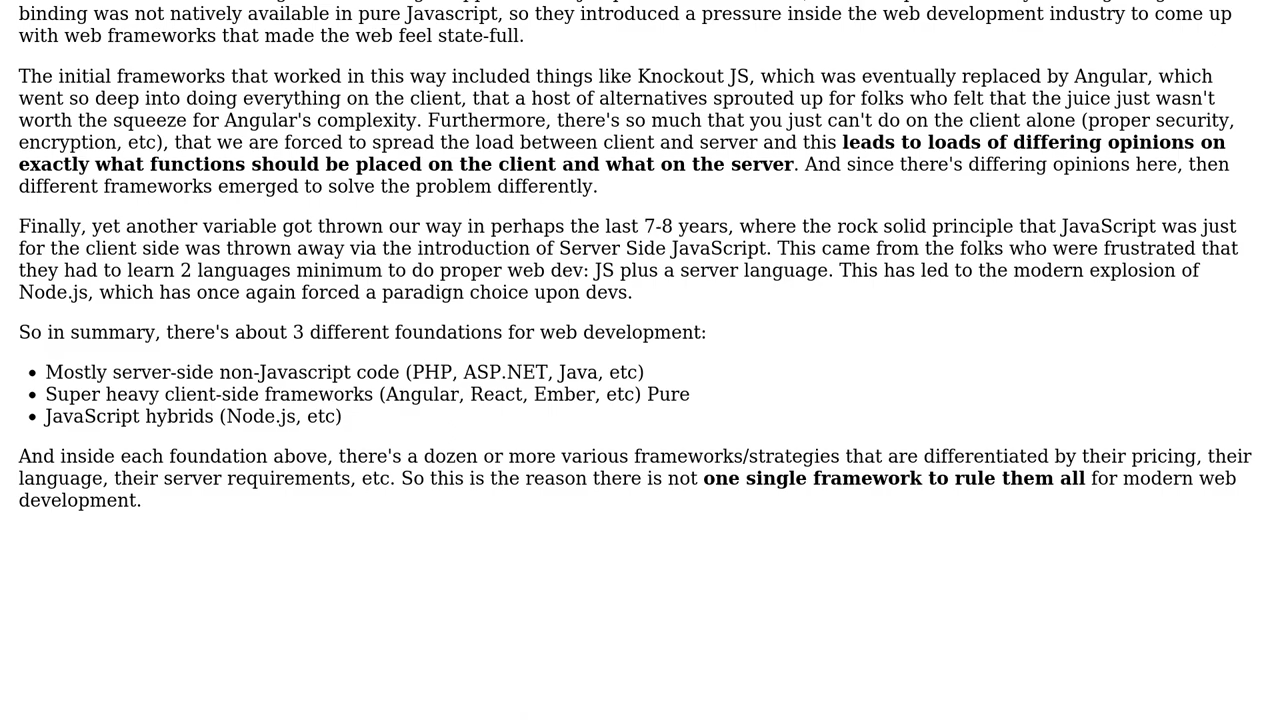 binding was not natively available in pure Javascript, so they introduced a pressure inside the web development industry to come up
with web frameworks that made the web feel state-full.
The initial frameworks that worked in this way included things like Knockout JS, which was eventually replaced by Angular, which
went so deep into doing everything on the client, that a host of alternatives sprouted up for folks who felt that the juice just wasn't
worth the squeeze for Angular's complexity. Furthermore, there's so much that you just can't do on the client alone (proper security,
encryption, etc), that we are forced to spread the load between client and server and this leads to loads of differing opinions on
exactly what functions should be placed on the client and what on the server. And since there's differing opinions here, then
different frameworks emerged to solve the problem differently.
Finally, yet another variable got thrown our way in perhaps the last 7-8 years, where the rock solid principle that JavaScript was just
for the client side was thrown away via the introduction of Server Side JavaScript. This came from the folks who were frustrated that
they had to learn 2 languages minimum to do proper web dev: JS plus a server language. This has led to the modern explosion of
Node.js, which has once again forced a paradign choice upon devs.
So in summary, there's about 3 different foundations for web development:
• Mostly server-side non-Javascript code (PHP, ASP.NET, Java, etc)
• Super heavy client-side frameworks (Angular, React, Ember, etc) Pure
• JavaScript hybrids (Node.js, etc)
And inside each foundation above, there's a dozen or more various frameworks/strategies that are differentiated by their pricing, their
language, their server requirements, etc. So this is the reason there is not one single framework to rule them all for modern web
development.